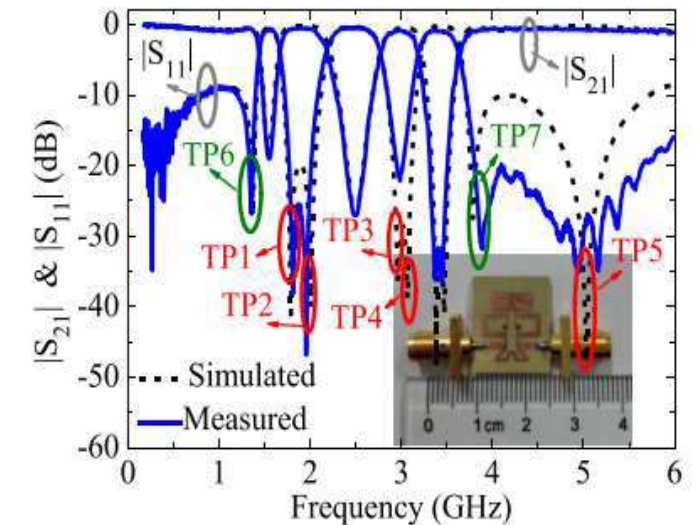 0
-10
-20
-30
-40
-50
-60
|S21| & |S11| (dB)
|S11|
|S21|
TP6
TP7
TP1
TP3
TP5
TP2
TP4
Simulated
Measured
0 1cm 2 3 4
0 1 2 3 4 5 6
Frequency (GHz)